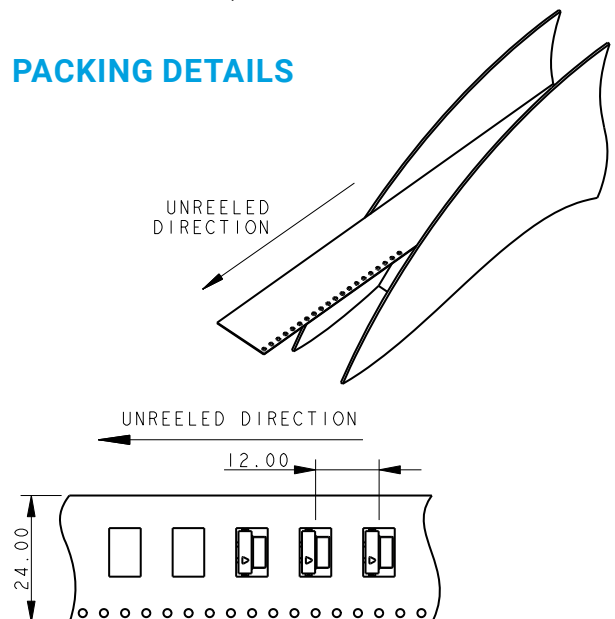 PACKING DETAILS
UNREELED
DIRECTION
UNREELED DIRECTION
12.00
24.00